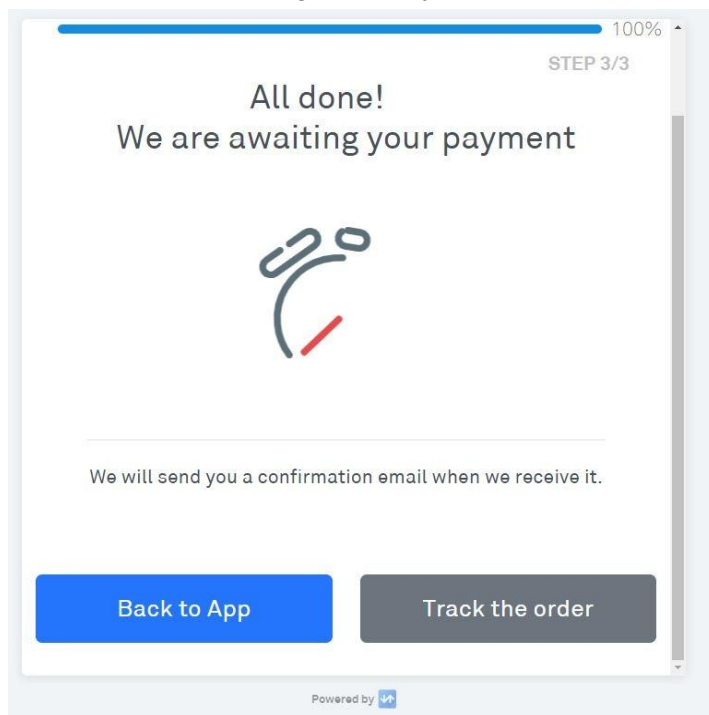 100%
STEP 3/3
All done!
We are awaiting your payment
We will send you a confirmation email when we receive it.
Back to App
Track the order
Powered by